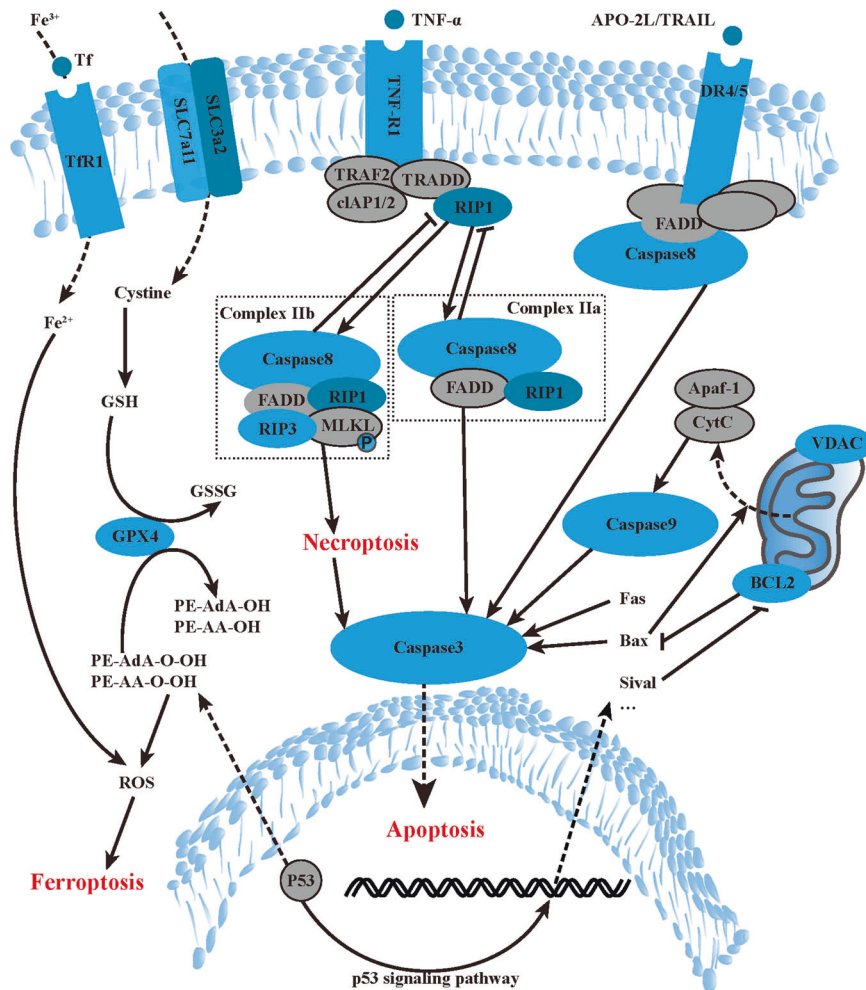 Fe³⁺
Tf
TNF-α
APO-2L/TRAIL
SLC7a11
SLC3a2
TNF-R1
DR4/5
TfR1
TRAF2
TRADD
cIAP1/2
RIP1
FADD
Caspase8
Cystine
Fe²⁺
Complex IIb
Complex IIa
Caspase8
Caspase8
FADD
RIP1
FADD
RIP1
RIP3
MLKL
P
Apaf-1
CytC
VDAC
GSH
GSSG
GPX4
Caspase9
Necroptosis
BCL2
PE-AdA-OH
PE-AA-OH
Fas
Bax
Caspase3
PE-AdA-O-OH
PE-AA-O-OH
Sival
...
ROS
Apoptosis
Ferroptosis
P53
p53 signaling pathway